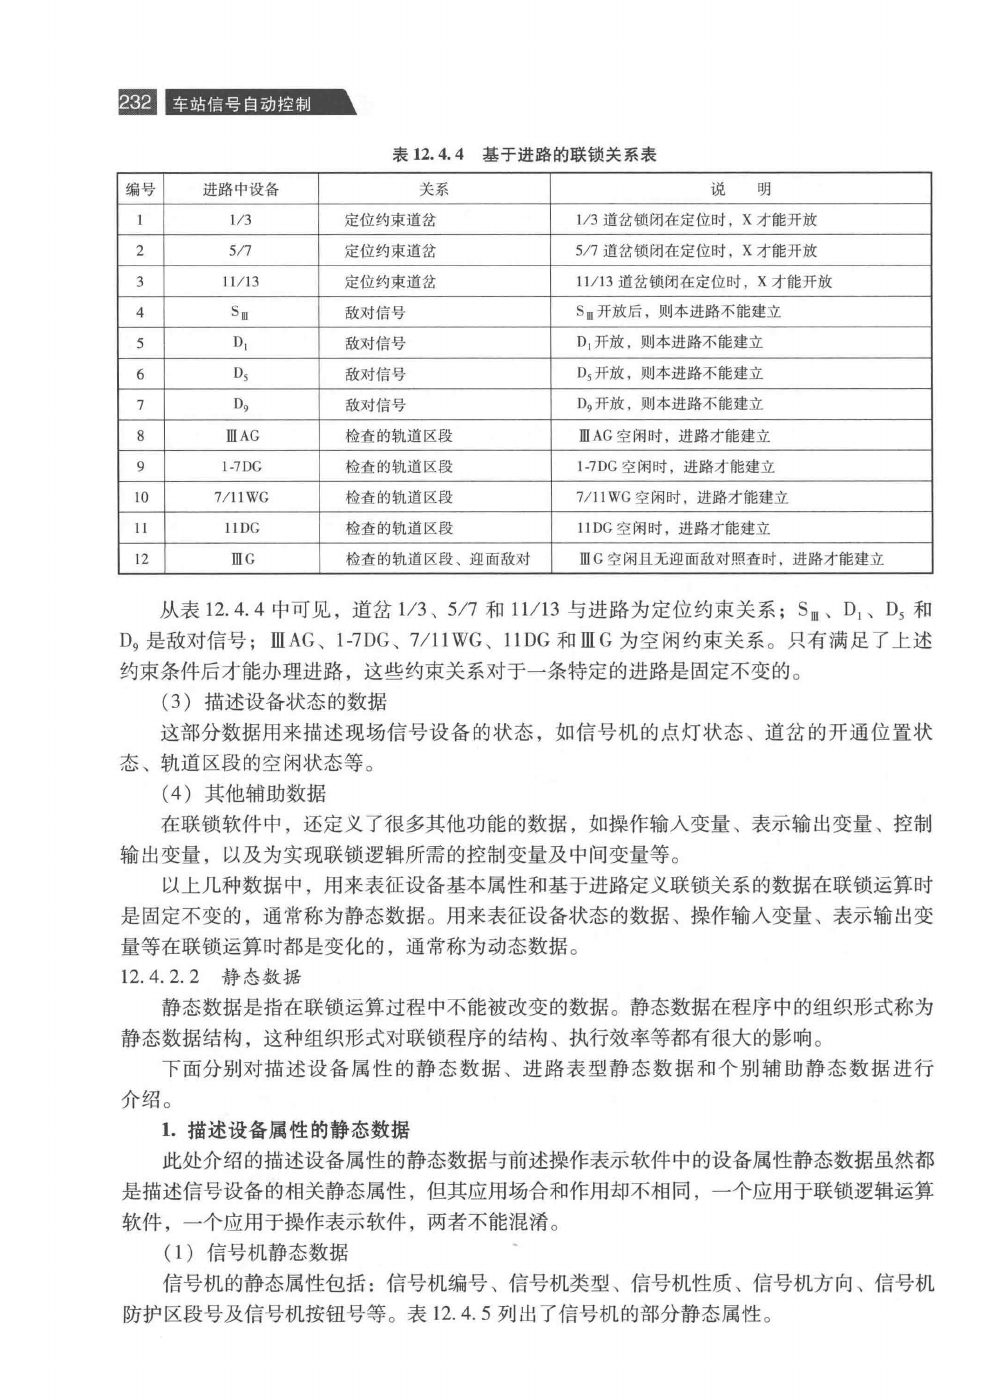 232 车站信号自动控制
表 12.4.4 基于进路的联锁关系表
编号 进路中设备 关系 说 明
1 1/3 定位约束道岔 1/3 道岔锁闭在定位时，X 才能开放
2 5/7 定位约束道岔 5/7 道岔锁闭在定位时，X 才能开放
3 11/13 定位约束道岔 11/13 道岔锁闭在定位时，X 才能开放
4 SⅢ 敌对信号 SⅢ开放后，则本进路不能建立
5 D₁ 敌对信号 D₁开放，则本进路不能建立
6 D₅ 敌对信号 D₅开放，则本进路不能建立
7 D₉ 敌对信号 D₉开放，则本进路不能建立
8 ⅢAG 检查的轨道区段 ⅢAG 空闲时，进路才能建立
9 1-7DG 检查的轨道区段 1-7DG 空闲时，进路才能建立
10 7/11WG 检查的轨道区段 7/11WG 空闲时，进路才能建立
11 11DG 检查的轨道区段 11DG 空闲时，进路才能建立
12 ⅢG 检查的轨道区段、迎面敌对 ⅢG 空闲且无迎面敌对照查时，进路才能建立
从表 12.4.4 中可见，道岔 1/3、5/7 和 11/13 与进路为定位约束关系；SⅢ、D₁、D₅ 和
D₉ 是敌对信号；ⅢAG、1-7DG、7/11WG、11DG 和ⅢG 为空闲约束关系。只有满足了上述
约束条件后才能办理进路，这些约束关系对于一条特定的进路是固定不变的。
（3）描述设备状态的数据
这部分数据用来描述现场信号设备的状态，如信号机的点灯状态、道岔的开通位置状
态、轨道区段的空闲状态等。
（4）其他辅助数据
在联锁软件中，还定义了很多其他功能的数据，如操作输入变量、表示输出变量、控制
输出变量，以及为实现联锁逻辑所需的控制变量及中间变量等。
以上几种数据中，用来表征设备基本属性和基于进路定义联锁关系的数据在联锁运算时
是固定不变的，通常称为静态数据。用来表征设备状态的数据、操作输入变量、表示输出变
量等在联锁运算时都是变化的，通常称为动态数据。
12.4.2.2 静态数据
静态数据是指在联锁运算过程中不能被改变的数据。静态数据在程序中的组织形式称为
静态数据结构，这种组织形式对联锁程序的结构、执行效率等都有很大的影响。
下面分别对描述设备属性的静态数据、进路表型静态数据和个别辅助静态数据进行
介绍。
1. 描述设备属性的静态数据
此处介绍的描述设备属性的静态数据与前述操作表示软件中的设备属性静态数据虽然都
是描述信号设备的相关静态属性，但其应用场合和作用却不相同，一个应用于联锁逻辑运算
软件，一个应用于操作表示软件，两者不能混淆。
（1）信号机静态数据
信号机的静态属性包括：信号机编号、信号机类型、信号机性质、信号机方向、信号机
防护区段号及信号机按钮号等。表 12.4.5 列出了信号机的部分静态属性。